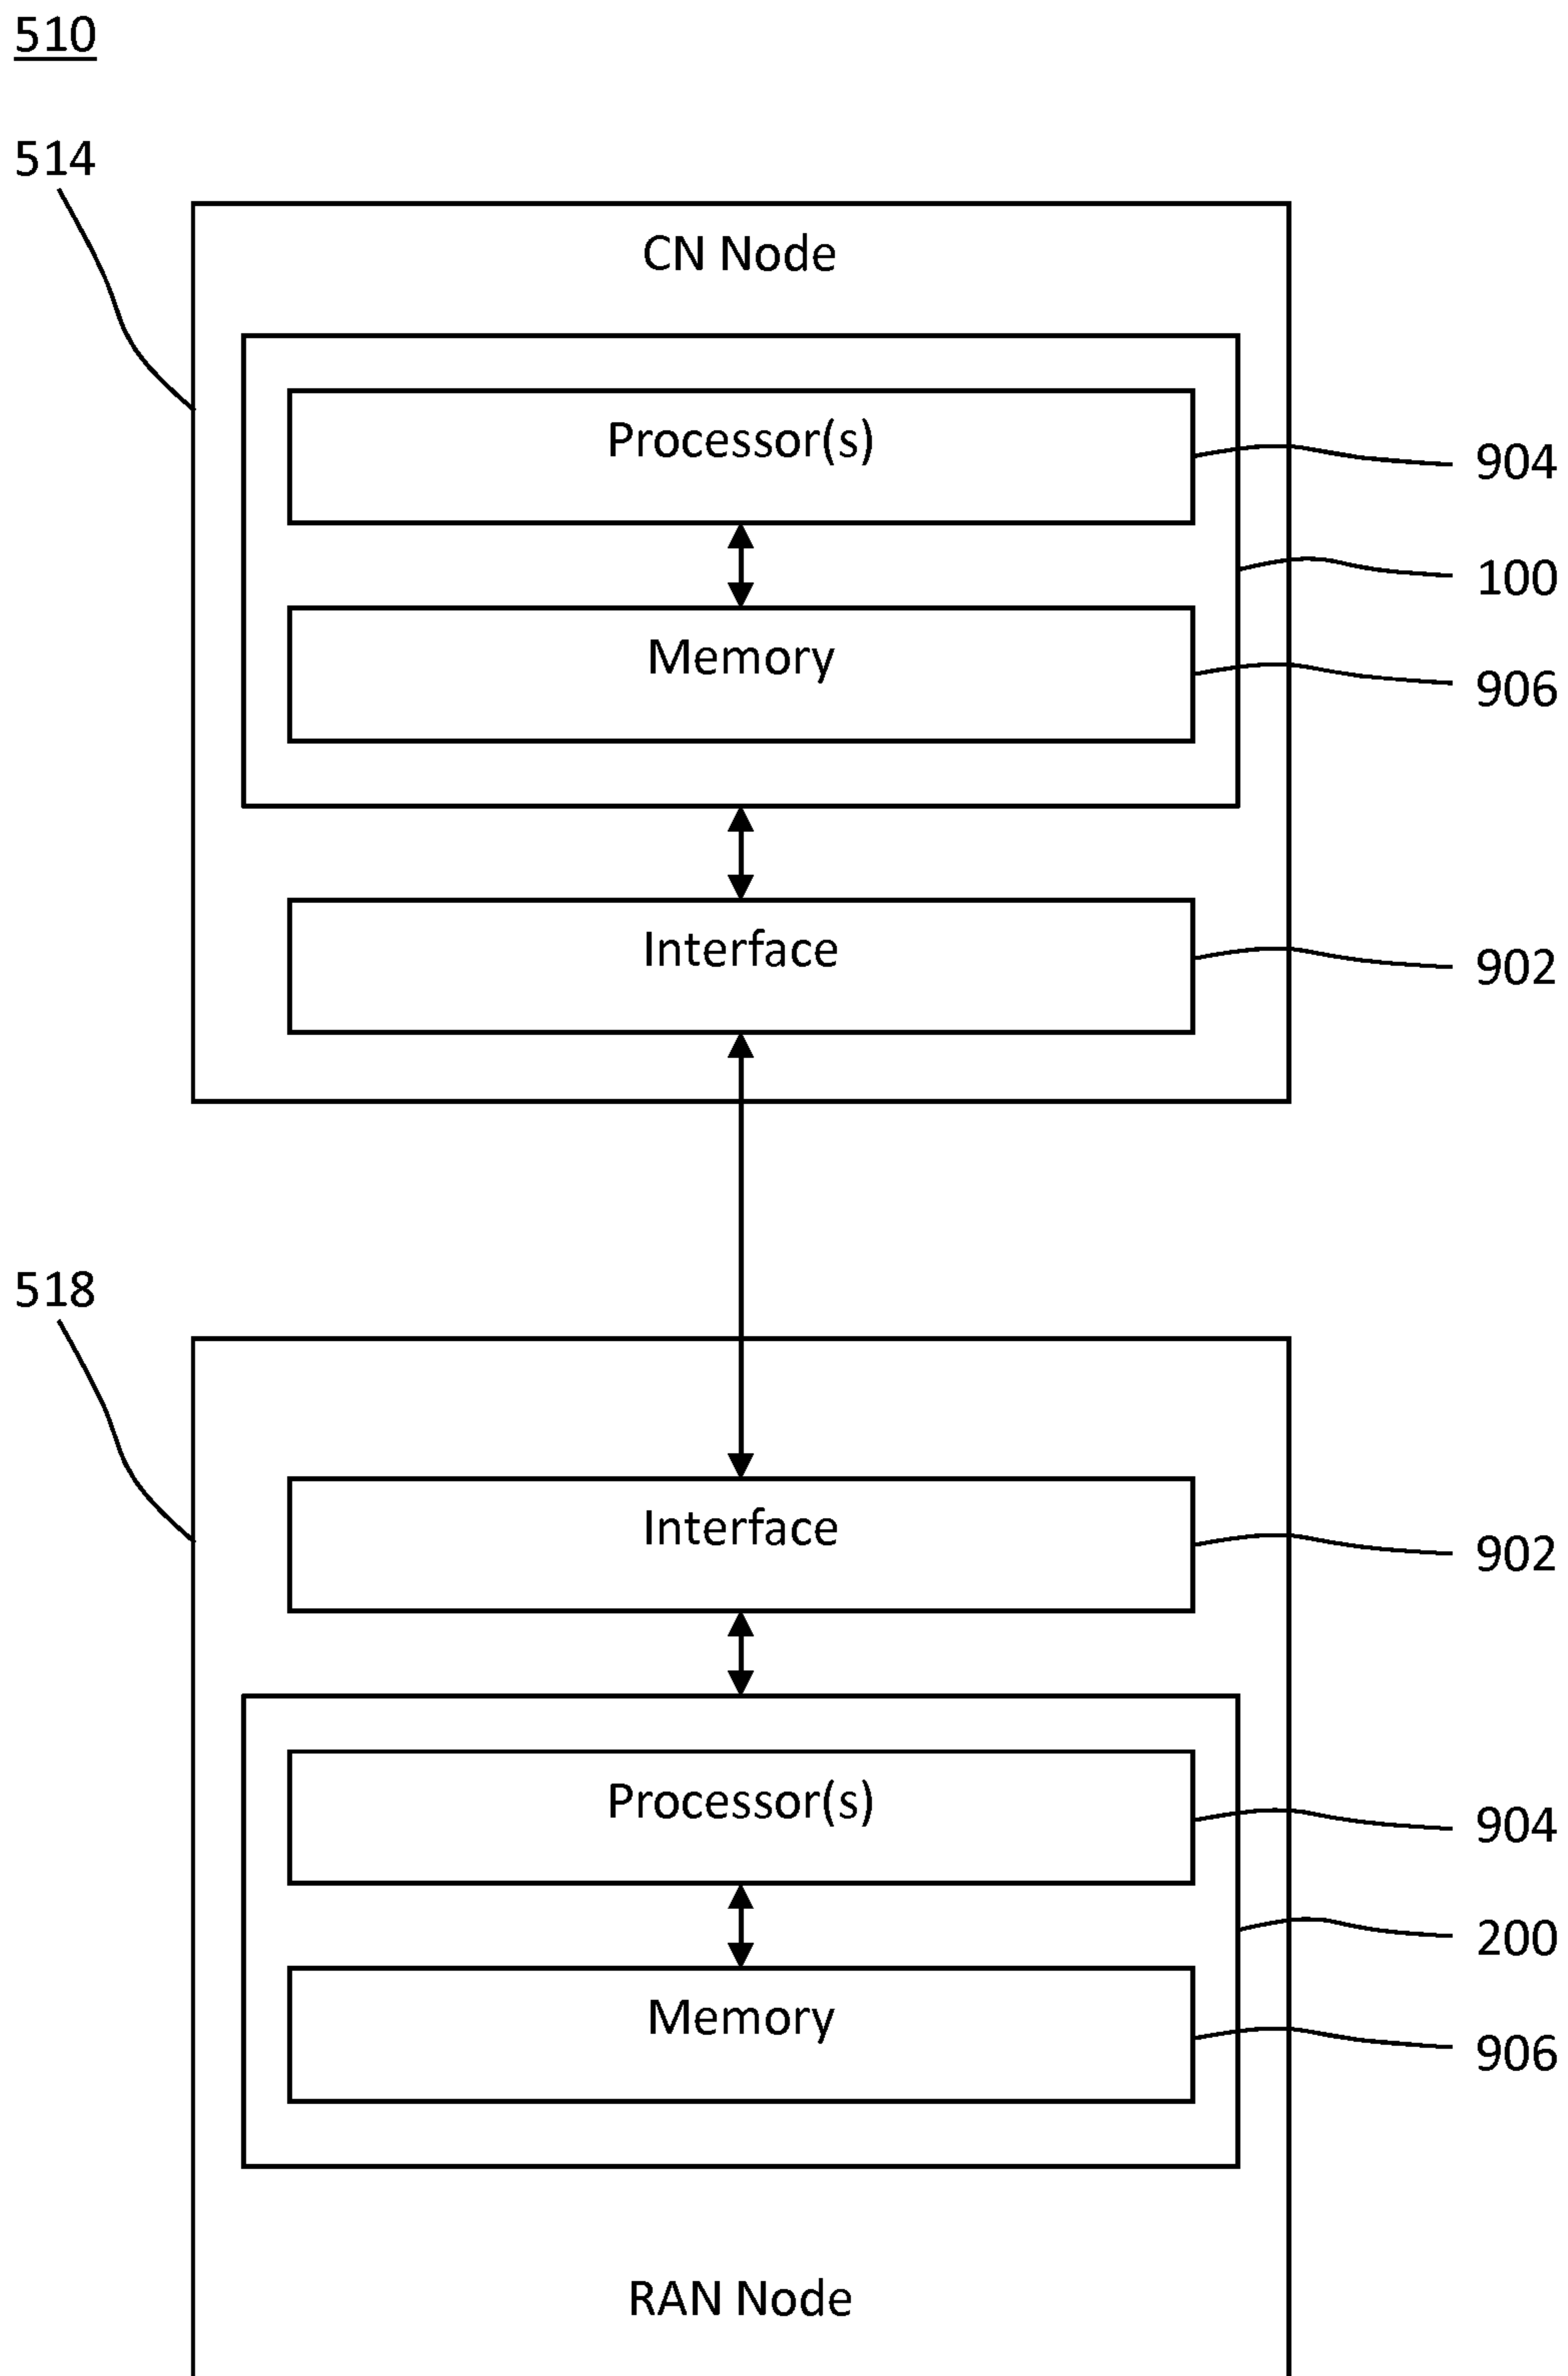 510
514
CN Node
Processor(s)
904
100
Memory
906
Interface
902
518
Interface
902
Processor(s)
904
200
Memory
906
RAN Node